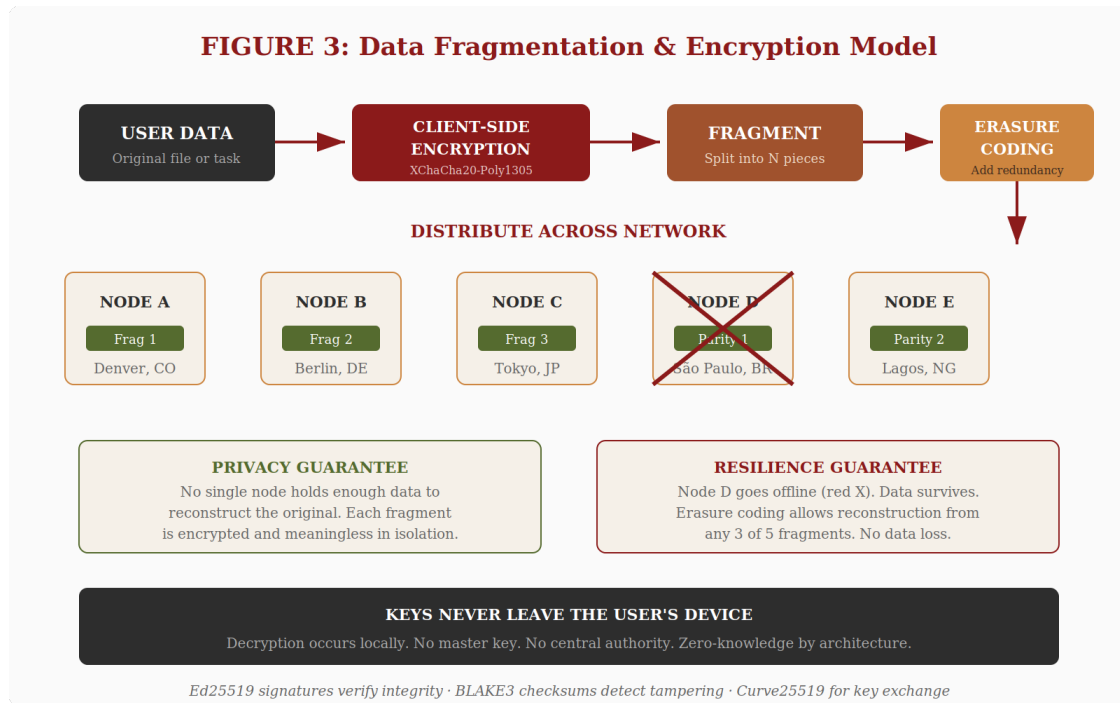 FIGURE 3: Data Fragmentation & Encryption Model
USER DATA
Original file or task
CLIENT-SIDE
ENCRYPTION
XChaCha20-Poly1305
FRAGMENT
Split into N pieces
ERASURE
CODING
Add redundancy
DISTRIBUTE ACROSS NETWORK
NODE A
Frag 1
Denver, CO
NODE B
Frag 2
Berlin, DE
NODE C
Frag 3
Tokyo, JP
NODE D
Parity 1
São Paulo, BR
NODE E
Parity 2
Lagos, NG
PRIVACY GUARANTEE
No single node holds enough data to
reconstruct the original. Each fragment
is encrypted and meaningless in isolation.
RESILIENCE GUARANTEE
Node D goes offline (red X). Data survives.
Erasure coding allows reconstruction from
any 3 of 5 fragments. No data loss.
KEYS NEVER LEAVE THE USER'S DEVICE
Decryption occurs locally. No master key. No central authority. Zero-knowledge by architecture.
Ed25519 signatures verify integrity · BLAKE3 checksums detect tampering · Curve25519 for key exchange